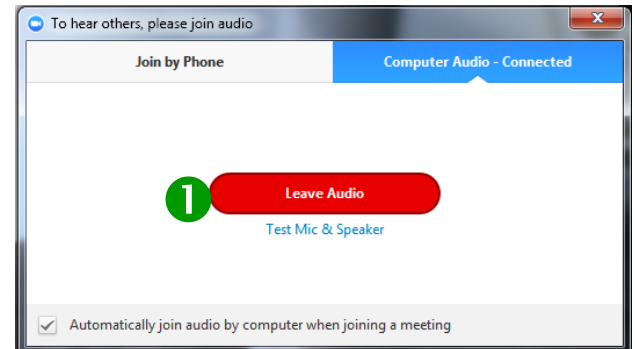 To hear others, please join audio
x
Join by Phone
Computer Audio - Connected
1
Leave Audio
Test Mic & Speaker
Automatically join audio by computer when joining a meeting